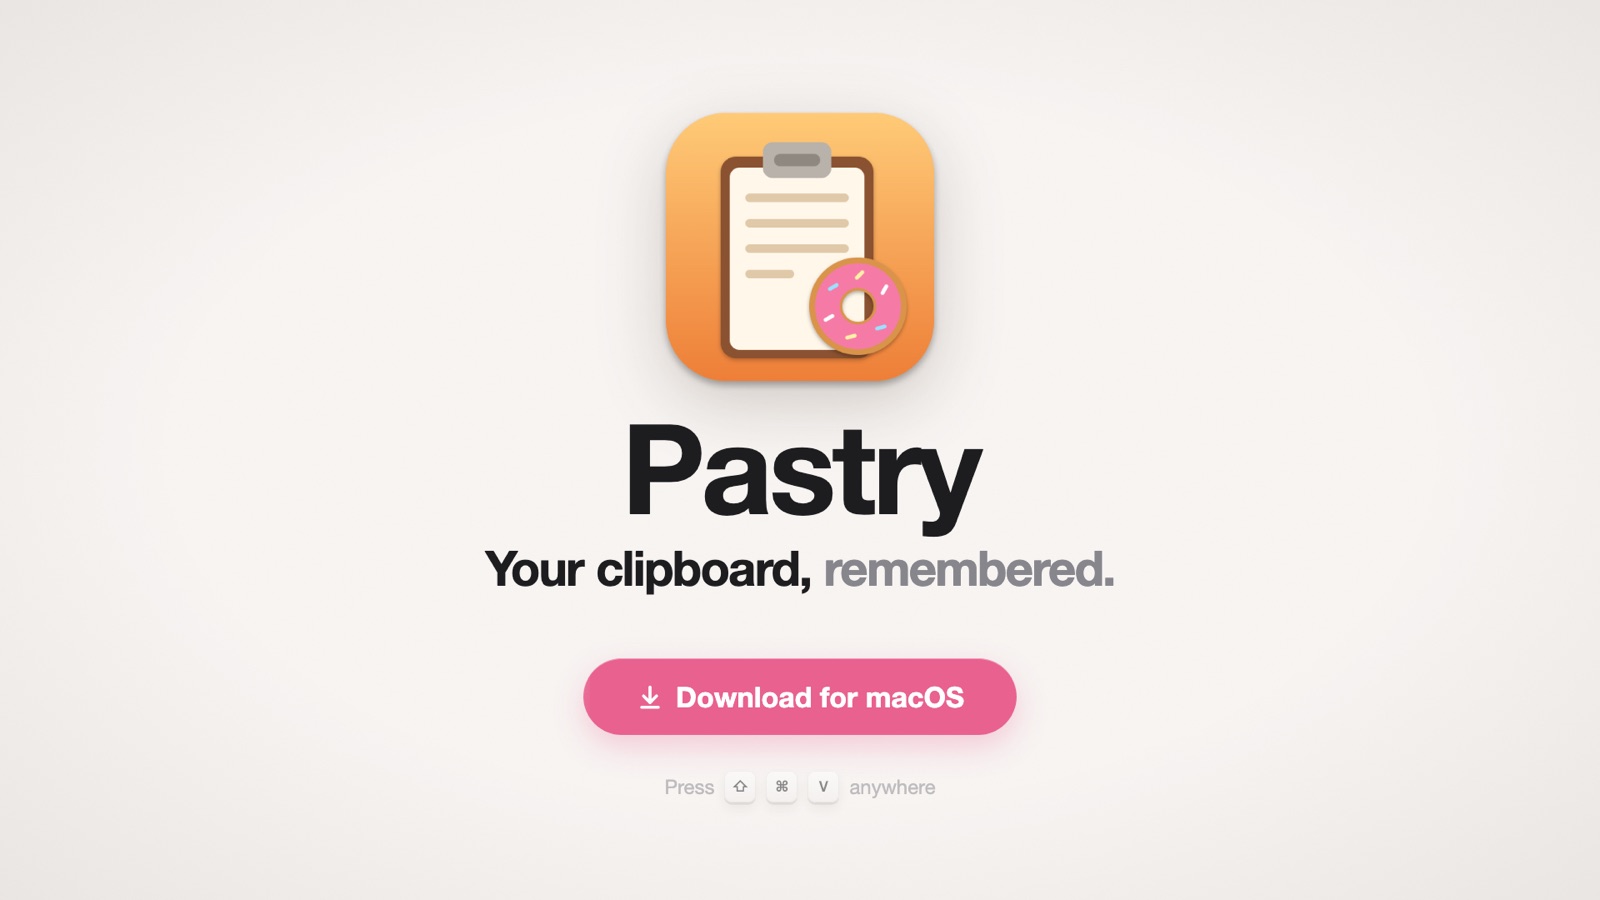 Pastry
Your clipboard, remembered.
Download for macOS
Press ⇧ ⌘ V anywhere